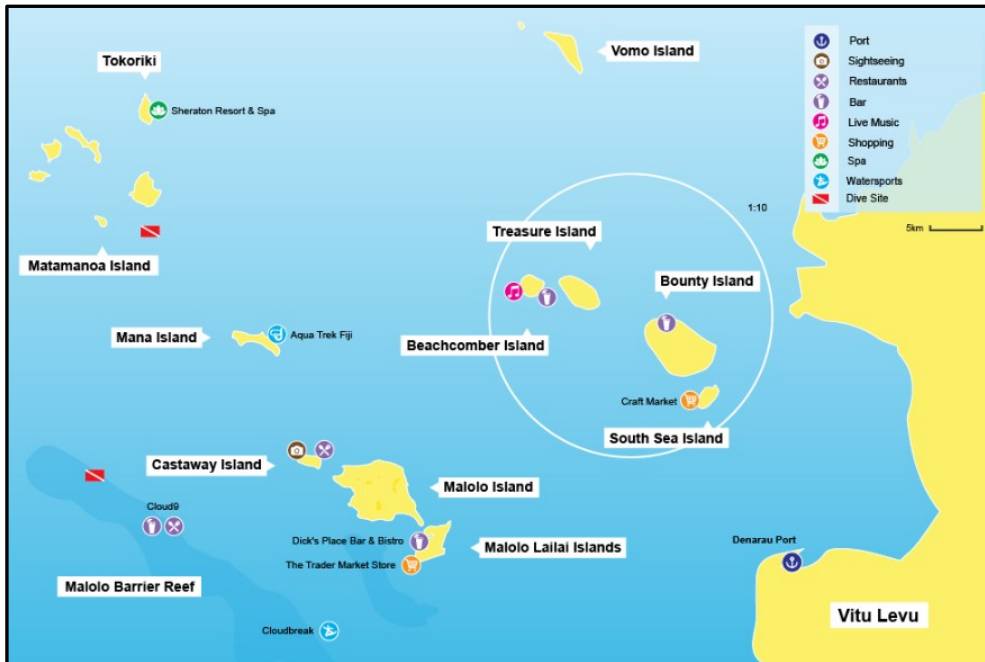 Vomo Island
Tokoriki
Sheraton Resort & Spa
Port
Sightseeing
Restaurants
Bar
Live Music
Shopping
Spa
Watersports
Dive Site
1:10
5km
Treasure Island
Matamanoa Island
Bounty Island
Mana Island
Aqua Trek Fiji
Beachcomber Island
Craft Market
South Sea Island
Castaway Island
Malolo Island
Cloud9
Dick's Place Bar & Bistro
Malolo Lailai Islands
The Trader Market Store
Denarau Port
Malolo Barrier Reef
Vitu Levu
Cloudbreak